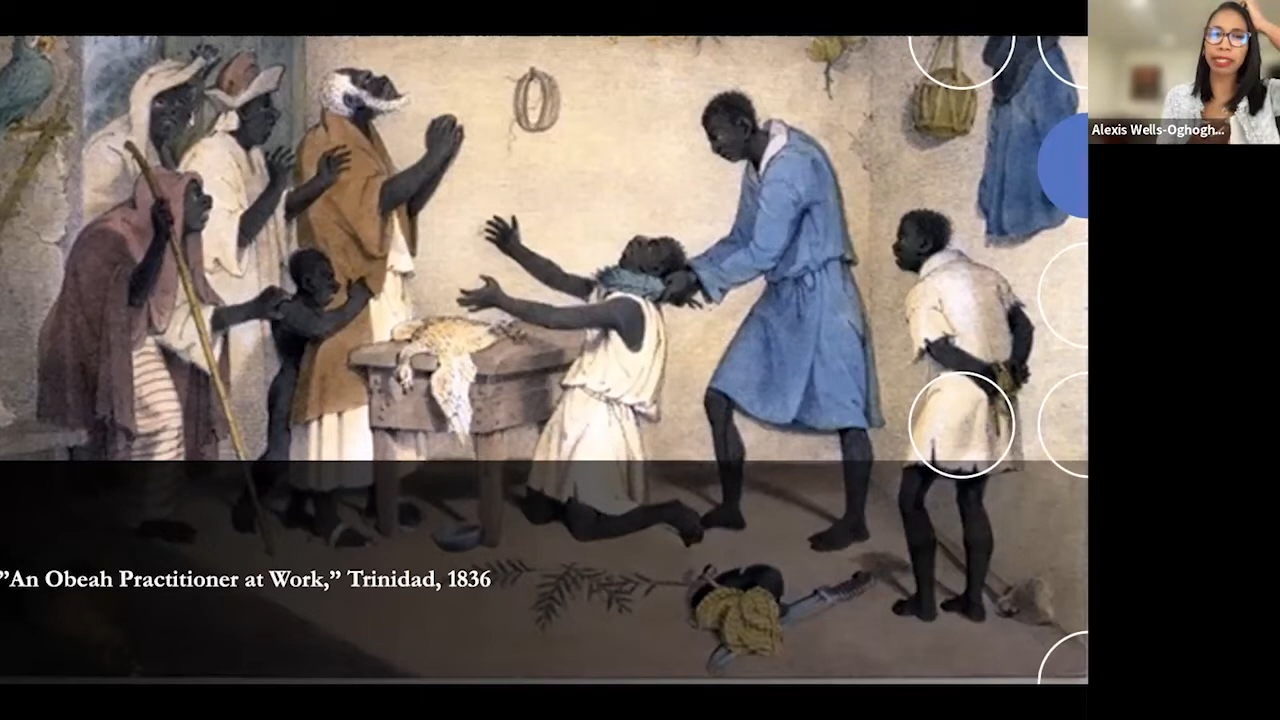 Alexis Wells-Oghogh...
”An Obeah Practitioner at Work,” Trinidad, 1836